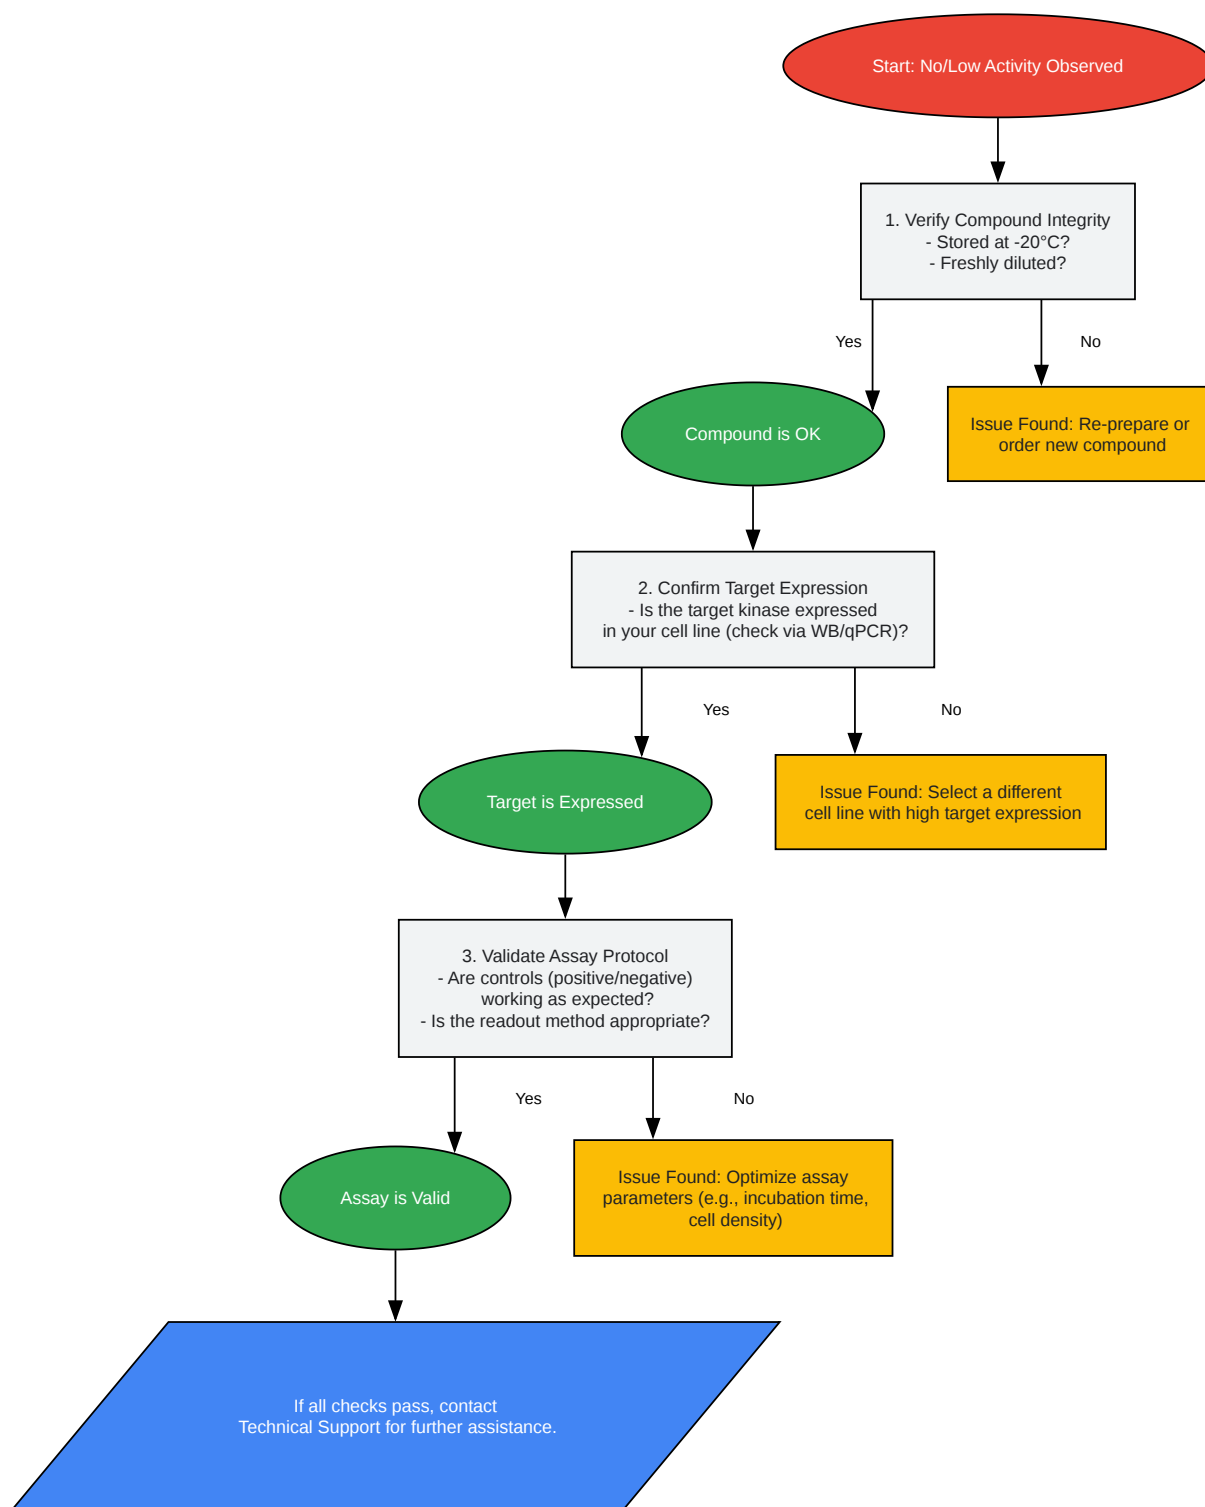 Start: No/Low Activity Observed
1. Verify Compound Integrity
- Stored at -20°C?
- Freshly diluted?
Yes
No
Compound is OK
Issue Found: Re-prepare or
order new compound
2. Confirm Target Expression
- Is the target kinase expressed
in your cell line (check via WB/qPCR)?
Yes
No
Target is Expressed
Issue Found: Select a different
cell line with high target expression
3. Validate Assay Protocol
- Are controls (positive/negative)
working as expected?
- Is the readout method appropriate?
Yes
No
Assay is Valid
Issue Found: Optimize assay
parameters (e.g., incubation time,
cell density)
If all checks pass, contact
Technical Support for further assistance.